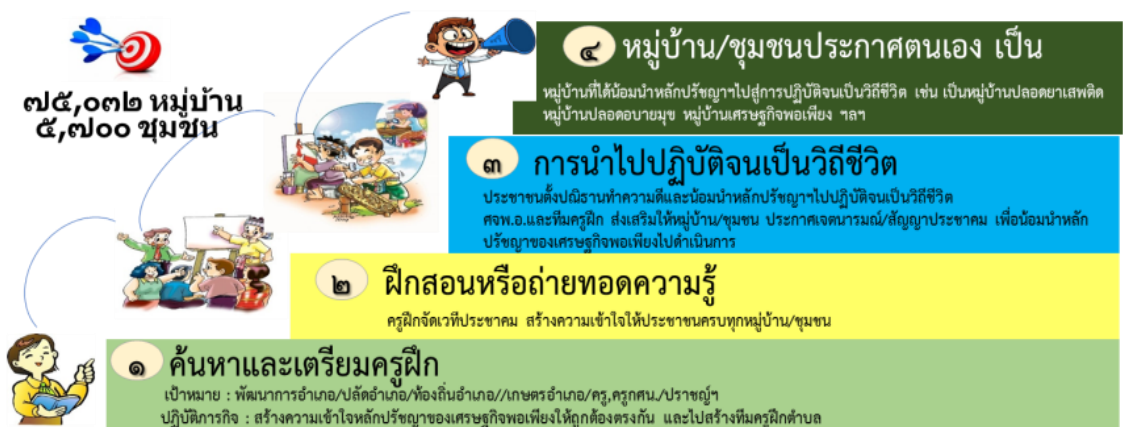 ๗๕,๐๓๒ หมู่บ้าน
๕,๗๐๐ ชุมชน
๔ หมู่บ้าน/ชุมชนประกาศตนเอง เป็น
หมู่บ้านที่ได้น้อมนำหลักปรัชญาฯไปสู่การปฏิบัติจนเป็นวิถีชีวิต เช่น เป็นหมู่บ้านปลอดยาเสพติด
หมู่บ้านปลอดอบายมุข หมู่บ้านเศรษฐกิจพอเพียง ฯลฯ
๓ การนำไปปฏิบัติจนเป็นวิถีชีวิต
ประชาชนตั้งปณิธานทำความดีและน้อมนำหลักปรัชญาฯไปปฏิบัติจนเป็นวิถีชีวิต
ศจพ.อ.และทีมครูฝึก ส่งเสริมให้หมู่บ้าน/ชุมชน ประกาศเจตนารมณ์/สัญญาประชาคม เพื่อน้อมนำหลัก
ปรัชญาของเศรษฐกิจพอเพียงไปดำเนินการ
๒ ฝึกสอนหรือถ่ายทอดความรู้
ครูฝึกจัดเวทีประชาคม สร้างความเข้าใจให้ประชาชนครบทุกหมู่บ้าน/ชุมชน
๑ ค้นหาและเตรียมครูฝึก
เป้าหมาย : พัฒนาการอำเภอ/ปลัดอำเภอ/ท้องถิ่นอำเภอ//เกษตรอำเภอ/ครู,ครูกศน./ปราชญ์ฯ
ปฏิบัติภารกิจ : สร้างความเข้าใจหลักปรัชญาของเศรษฐกิจพอเพียงให้ถูกต้องตรงกัน และไปสร้างทีมครูฝึกตำบล